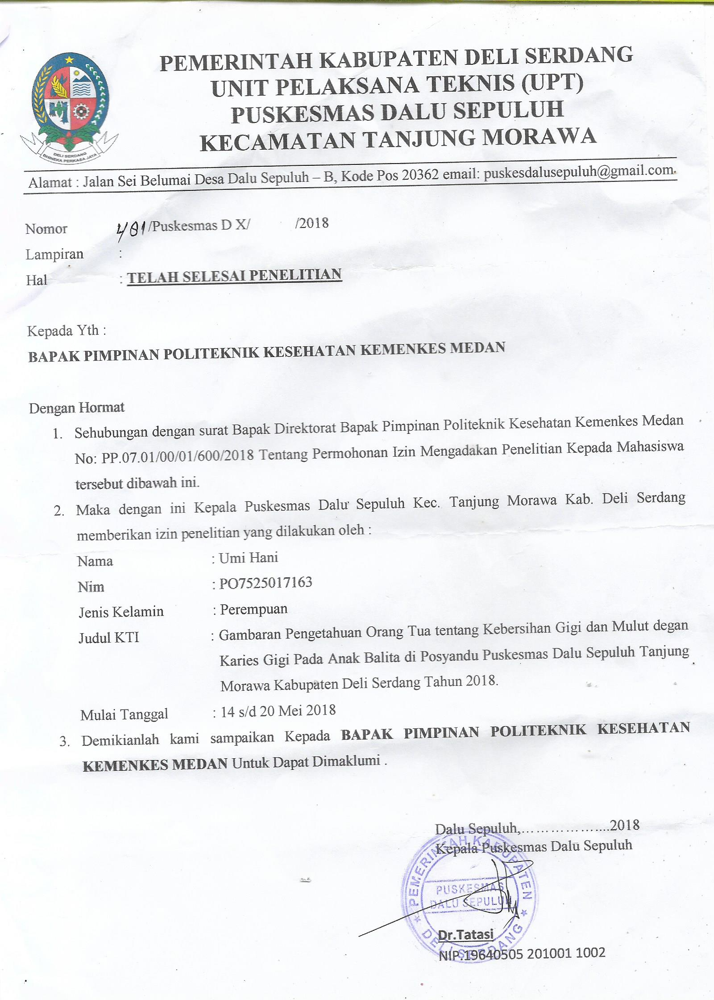 PEMERINTAH KABUPATEN DELI SERDANG
UNIT PELAKSANA TEKNIS (UPT)
PUSKESMAS DALU SEPULUH
KECAMATAN TANJUNG MORAWA
DELI SERDANG
BHINEKA PERKASA JAYA
Alamat : Jalan Sei Belumai Desa Dalu Sepuluh – B, Kode Pos 20362 email: puskesdalusepuluh@gmail.com
Nomor 481/Puskesmas D X/ /2018
Lampiran :
Hal : TELAH SELESAI PENELITIAN
Kepada Yth :
BAPAK PIMPINAN POLITEKNIK KESEHATAN KEMENKES MEDAN
Dengan Hormat
1. Sehubungan dengan surat Bapak Direktorat Bapak Pimpinan Politeknik Kesehatan Kemenkes Medan
No: PP.07.01/00/01/600/2018 Tentang Permohonan Izin Mengadakan Penelitian Kepada Mahasiswa
tersebut dibawah ini.
2. Maka dengan ini Kepala Puskesmas Dalu Sepuluh Kec. Tanjung Morawa Kab. Deli Serdang
memberikan izin penelitian yang dilakukan oleh :
Nama : Umi Hani
Nim : PO7525017163
Jenis Kelamin : Perempuan
Judul KTI : Gambaran Pengetahuan Orang Tua tentang Kebersihan Gigi dan Mulut degan
Karies Gigi Pada Anak Balita di Posyandu Puskesmas Dalu Sepuluh Tanjung
Morawa Kabupaten Deli Serdang Tahun 2018.
Mulai Tanggal : 14 s/d 20 Mei 2018
3. Demikianlah kami sampaikan Kepada BAPAK PIMPINAN POLITEKNIK KESEHATAN
KEMENKES MEDAN Untuk Dapat Dimaklumi .
Dalu Sepuluh,………………....2018
Kepala Puskesmas Dalu Sepuluh
PEMERINTAH KABUPATEN
PUSKESMAS
DALU SEPULUH
DELI SERDANG
Dr.Tatasi
NIP.19640505 201001 1002